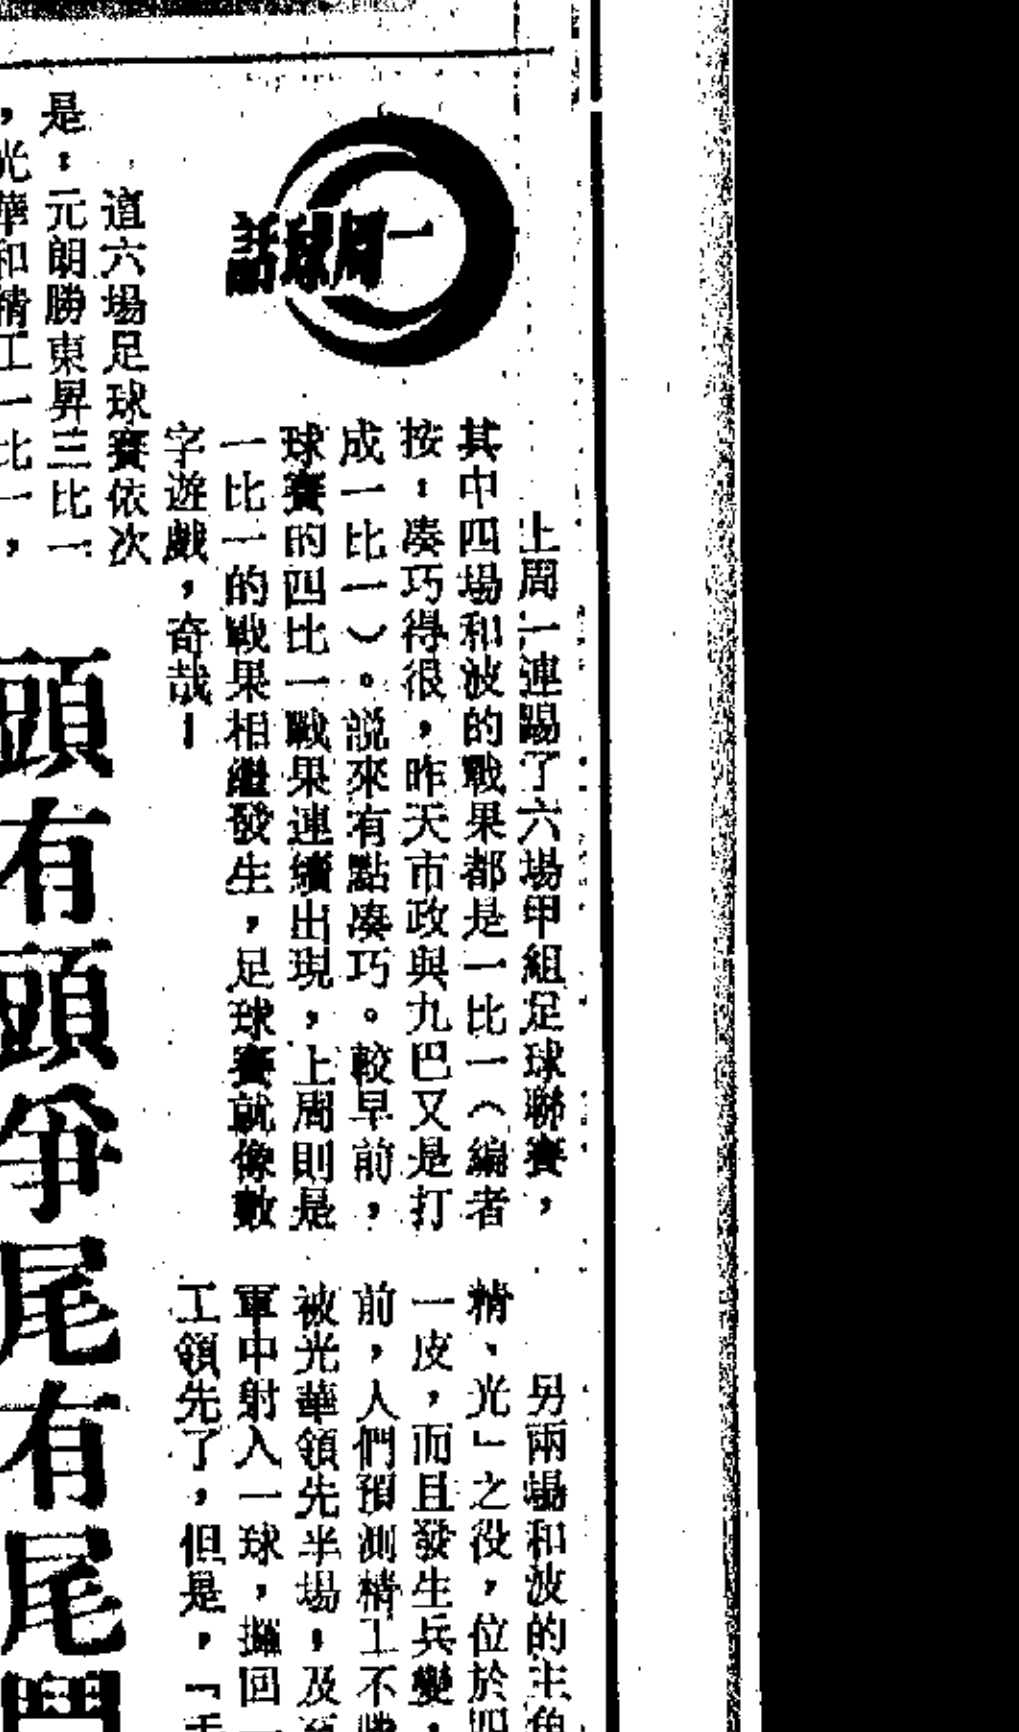 一周球話
上周一連踢了六場甲組足球聯賽，
其中四場和波的戰果都是一比一（編者
按：凑巧得很，昨天市政與九巴又是打
成一比一）。說來有點凑巧。較早前，
球賽的四比一戰果連續出現，上周則是
一比一的戰果相繼發生，足球賽就像數
字遊戲，奇哉！
這六場足球賽依次
是：元朗勝東昇三比一
，光華和精工一比一，
頭有頭爭尾有尾鬥
另兩場和波的主角
精、光」之役，位於四
一皮，而且發生兵變，
前，人們預測精工不
被光華領先半場，及
軍中射入一球，攤回一
工領先了，但是，「手